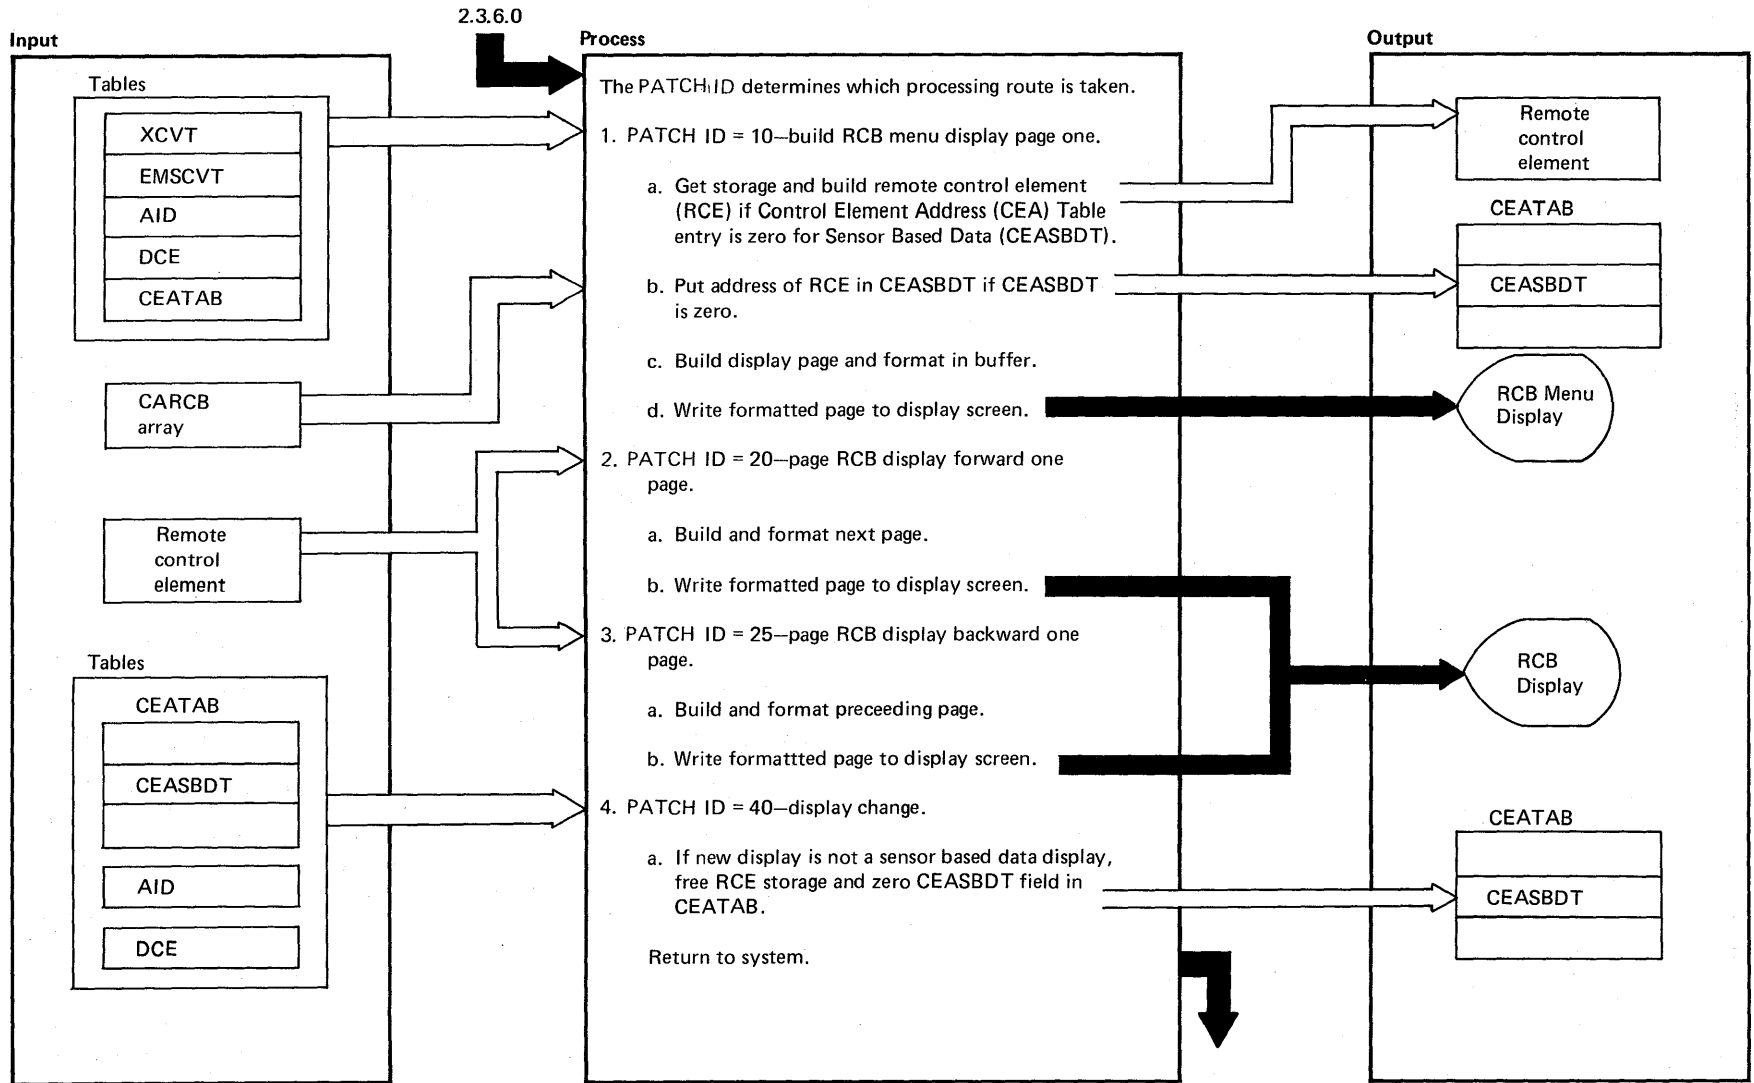 2.3.6.0
Input
Tables
XCVT
EMSCVT
AID
DCE
CEATAB
CARCB
array
Remote
control
element
Tables
CEATAB
CEASBDT
AID
DCE
Process
The PATCH ID determines which processing route is taken.
1. PATCH ID = 10—build RCB menu display page one.
a. Get storage and build remote control element
(RCE) if Control Element Address (CEA) Table
entry is zero for Sensor Based Data (CEASBDT).
b. Put address of RCE in CEASBDT if CEASBDT
is zero.
c. Build display page and format in buffer.
d. Write formatted page to display screen.
2. PATCH ID = 20—page RCB display forward one
page.
a. Build and format next page.
b. Write formatted page to display screen.
3. PATCH ID = 25—page RCB display backward one
page.
a. Build and format preceeding page.
b. Write formattted page to display screen.
4. PATCH ID = 40—display change.
a. If new display is not a sensor based data display,
free RCE storage and zero CEASBDT field in
CEATAB.
Return to system.
Output
Remote
control
element
CEATAB
CEASBDT
RCB Menu
Display
RCB
Display
CEATAB
CEASBDT